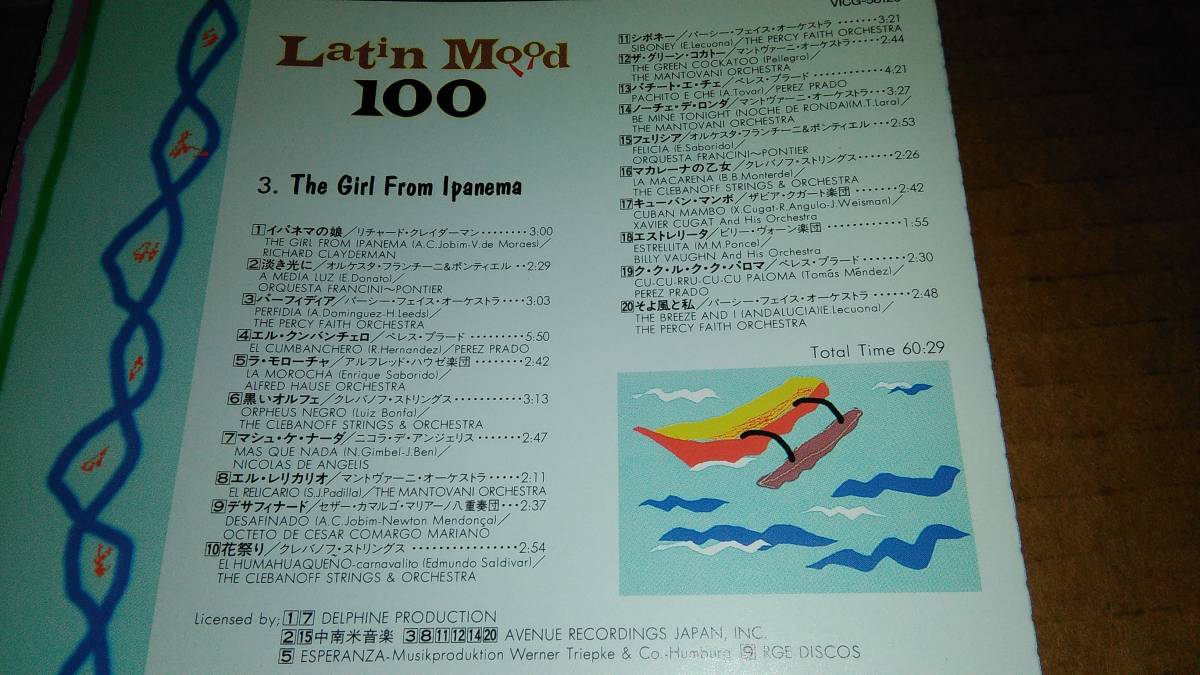 Latin Mood
100
3. The Girl From Ipanema
1 イパネマの娘／リチャード・クレイダーマン········3:00
THE GIRL FROM IPANEMA (A.C.Jobim-V.de Moraes)／
RICHARD CLAYDERMAN
2 淡き光に／オルケスタ・フランチーニ&ポンティエル··2:29
A MEDIA LUZ (E.Donato)／
ORQUESTA FRANCINI〜PONTIER
3 パーフィディア／パーシー・フェイス・オーケストラ····3:03
PERFIDIA (A.Dominguez-H.Leeds)／
THE PERCY FAITH ORCHESTRA
4 エル・クンバンチェロ／ペレス・プラード·········5:50
EL CUMBANCHERO (R.Hernandez)／PEREZ PRADO
5 ラ・モローチャ／アルフレッド・ハウゼ楽団·······2:42
LA MOROCHA (Enrique Saborido)／
ALFRED HAUSE ORCHESTRA
6 黒いオルフェ／クレバノフ・ストリングス·········3:13
ORPHEUS NEGRO (Luiz Bonfa)／
THE CLEBANOFF STRINGS & ORCHESTRA
7 マシュ・ケ・ナーダ／ニコラ・デ・アンジェリス·······2:47
MAS QUE NADA (N.Gimbel-J.Ben)／
NICOLAS DE ANGELIS
8 エル・レリカリオ／マントヴァーニ・オーケストラ·····2:11
EL RELICARIO (S.J.Padilla)／THE MANTOVANI ORCHESTRA
9 デサフィナード／セザー・カマルゴ・マリアーノ八重奏団···2:37
DESAFINADO (A.C.Jobim-Newton Mendonça)／
OCTETO DE CESAR COMARGO MARIANO
10 花祭り／クレバノフ・ストリングス ···············2:54
EL HUMAHUAQUENO-carnavalito (Edmundo Saldivar)／
THE CLEBANOFF STRINGS & ORCHESTRA
11 シボネー／パーシー・フェイス・オーケストラ·······3:21
SIBONEY (E.Lecuona)／THE PERCY FAITH ORCHESTRA
12 ザ・グリーン・コカトー／マントヴァーニ・オーケストラ·····2:44
THE GREEN COCKATOO (Pellegro)／
THE MANTOVANI ORCHESTRA
13 パチート・エ・チェ／ペレス・プラード············4:21
PACHITO E CHE (A.Tovar)／PEREZ PRADO
14 ノーチェ・デ・ロンダ／マントヴァーニ・オーケストラ····3:27
BE MINE TONIGHT (NOCHE DE RONDA)(M.T.Lara)／
THE MANTOVANI ORCHESTRA
15 フェリシア／オルケスタ・フランチーニ&ポンティエル···2:53
FELICIA (E.Saborido)／
ORQUESTA FRANCINI〜PONTIER
16 マカレーナの乙女／クレバノフ・ストリングス······2:26
LA MACARENA (B.B.Monterde)／
THE CLEBANOFF STRINGS & ORCHESTRA
17 キューバン・マンボ／ザビア・クガート楽団·······2:42
CUBAN MAMBO (X.Cugat-R.Angulo-J.Weisman)／
XAVIER CUGAT And His Orchestra
18 エストレリータ／ビリー・ヴォーン楽団············1:55
ESTRELLITA (M.M.Ponce)／
BILLY VAUGHN And His Orchestra
19 ク・ク・ル・ク・ク・パロマ／ペレス・プラード·······2:30
CU-CU-RRU-CU-CU PALOMA (Tomás Méndez)／
PEREZ PRADO
20 そよ風と私／パーシー・フェイス・オーケストラ······2:48
THE BREEZE AND I (ANDALUCIA)(E.Lecuona)／
THE PERCY FAITH ORCHESTRA
Total Time 60:29
Licensed by; 1 7 DELPHINE PRODUCTION
2 15 中南米音楽 3 8 11 12 14 20 AVENUE RECORDINGS JAPAN, INC.
5 ESPERANZA-Musikproduktion Werner Triepke & Co.-Humburg 9 RGE DISCOS